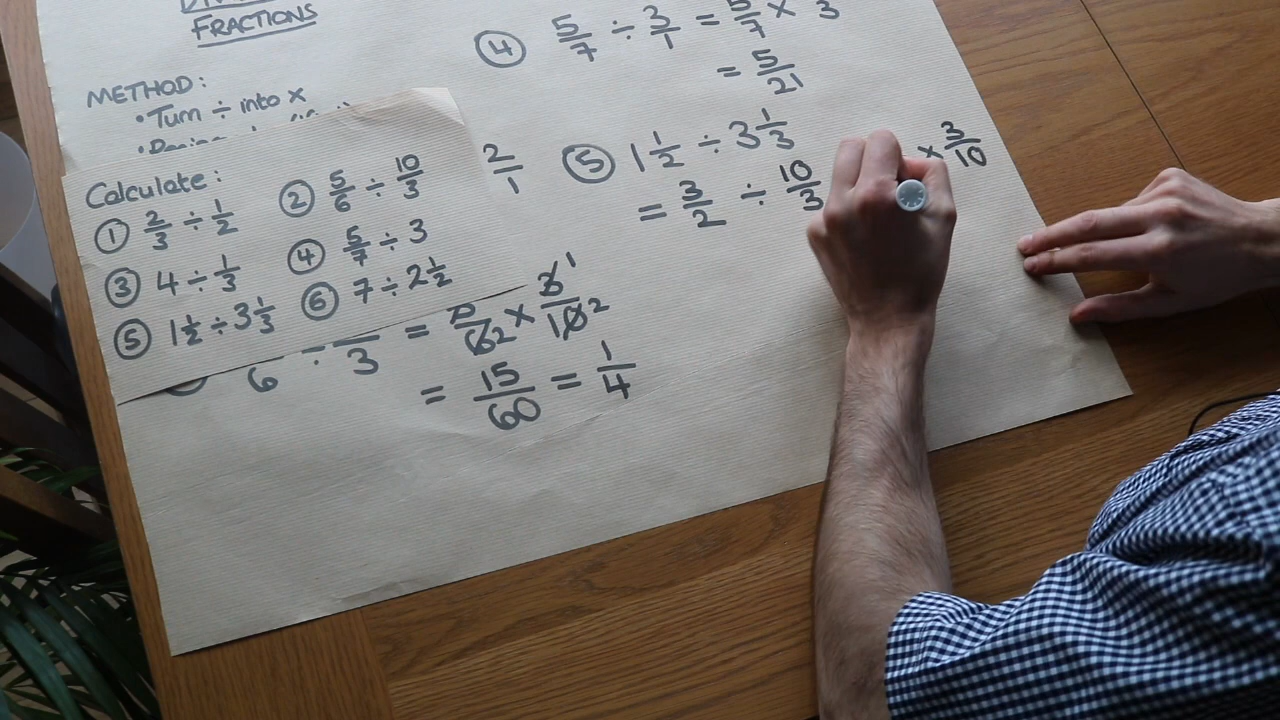 FRACTIONS
METHOD:
• Turn ÷ into ×
Calculate:
① 2/3 ÷ 1/2
② 5/6 ÷ 10/3
③ 4 ÷ 1/3
④ 5/7 ÷ 3
⑤ 1 1/2 ÷ 3 1/3
⑥ 7 ÷ 2 1/2
2/1
6 ÷ 3 = /62 × 1/102
= 15/60 = 1/4
④ 5/7 ÷ 3/1 = 5/7 × 3
= 5/21
⑤ 1 1/2 ÷ 3 1/3
= 3/2 ÷ 10/3 × 3/10